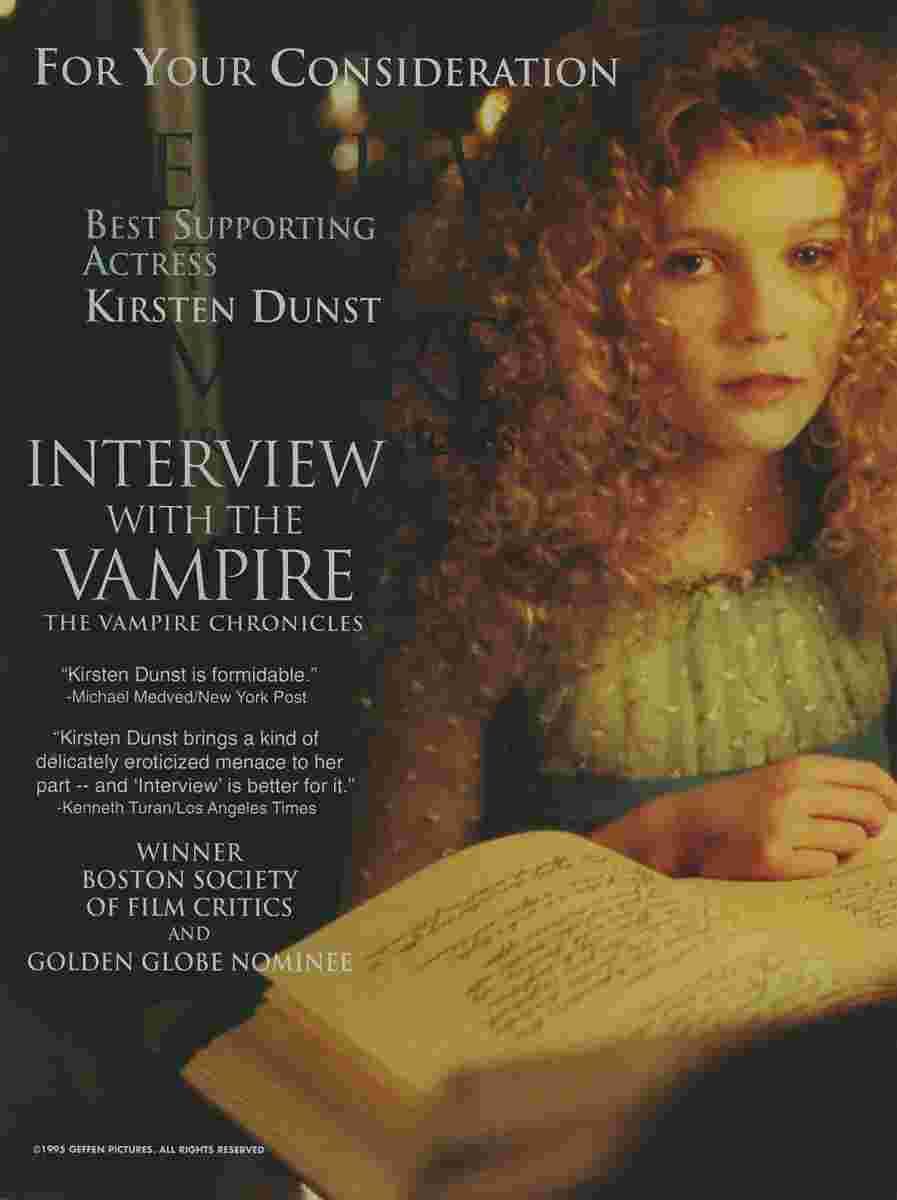 FOR YOUR CONSIDERATION
BEST SUPPORTING
ACTRESS
KIRSTEN DUNST
INTERVIEW
WITH THE
VAMPIRE
THE VAMPIRE CHRONICLES
“Kirsten Dunst is formidable.”
-Michael Medved/New York Post
“Kirsten Dunst brings a kind of
delicately eroticized menace to her
part -- and ‘Interview’ is better for it.”
-Kenneth Turan/Los Angeles Times
WINNER
BOSTON SOCIETY
OF FILM CRITICS
AND
GOLDEN GLOBE NOMINEE
©1995 GEFFEN PICTURES. ALL RIGHTS RESERVED